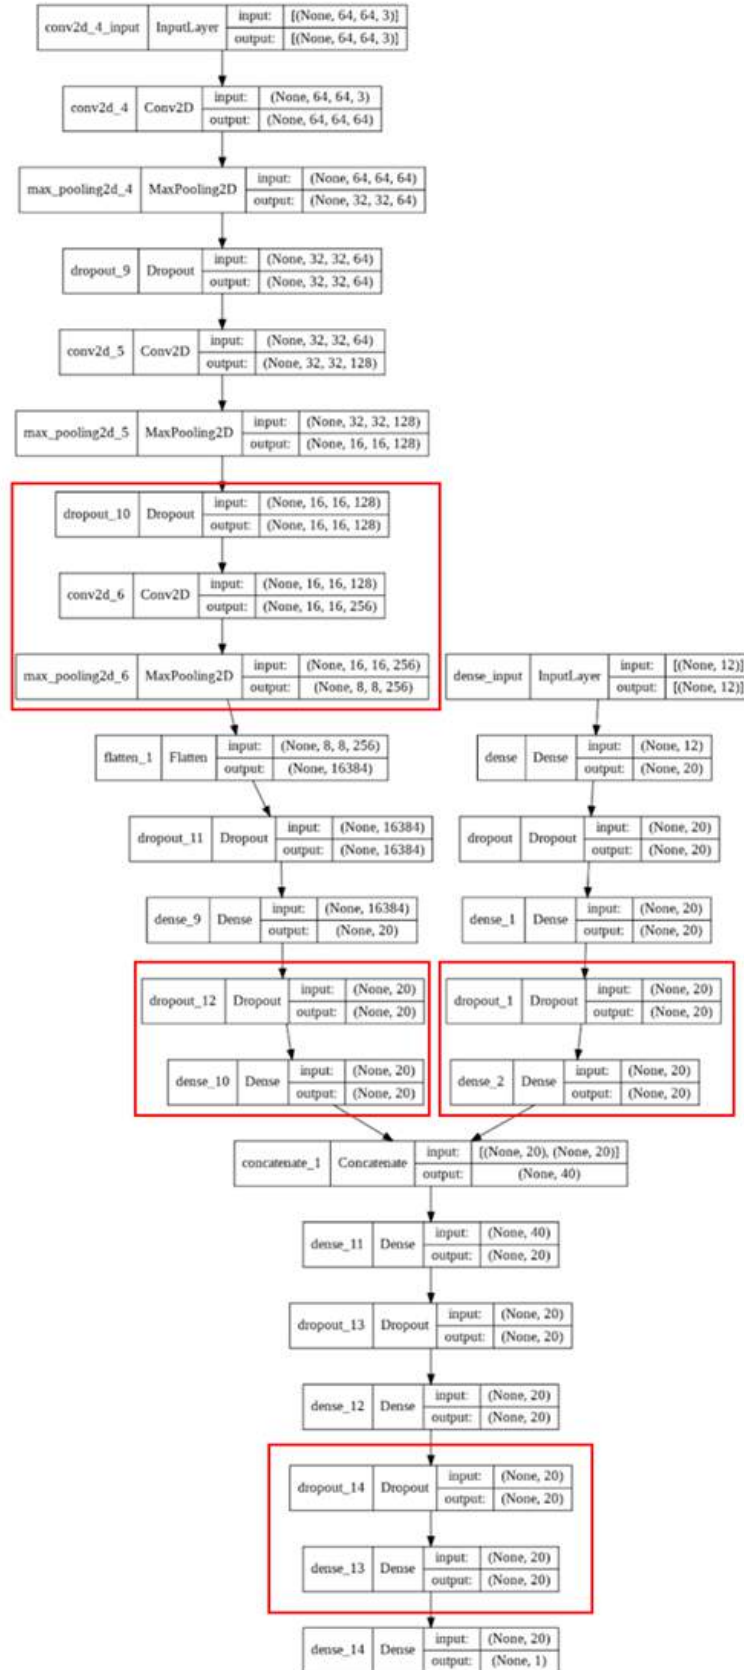 conv2d_4_input InputLayer input: [(None, 64, 64, 3)]
output: [(None, 64, 64, 3)]
conv2d_4 Conv2D input: (None, 64, 64, 3)
output: (None, 64, 64, 64)
max_pooling2d_4 MaxPooling2D input: (None, 64, 64, 64)
output: (None, 32, 32, 64)
dropout_9 Dropout input: (None, 32, 32, 64)
output: (None, 32, 32, 64)
conv2d_5 Conv2D input: (None, 32, 32, 64)
output: (None, 32, 32, 128)
max_pooling2d_5 MaxPooling2D input: (None, 32, 32, 128)
output: (None, 16, 16, 128)
dropout_10 Dropout input: (None, 16, 16, 128)
output: (None, 16, 16, 128)
conv2d_6 Conv2D input: (None, 16, 16, 128)
output: (None, 16, 16, 256)
max_pooling2d_6 MaxPooling2D input: (None, 16, 16, 256)
output: (None, 8, 8, 256)
flatten_1 Flatten input: (None, 8, 8, 256)
output: (None, 16384)
dropout_11 Dropout input: (None, 16384)
output: (None, 16384)
dense_9 Dense input: (None, 16384)
output: (None, 20)
dropout_12 Dropout input: (None, 20)
output: (None, 20)
dense_10 Dense input: (None, 20)
output: (None, 20)
dense_input InputLayer input: [(None, 12)]
output: [(None, 12)]
dense Dense input: (None, 12)
output: (None, 20)
dropout Dropout input: (None, 20)
output: (None, 20)
dense_1 Dense input: (None, 20)
output: (None, 20)
dropout_1 Dropout input: (None, 20)
output: (None, 20)
dense_2 Dense input: (None, 20)
output: (None, 20)
concatenate_1 Concatenate input: [(None, 20), (None, 20)]
output: (None, 40)
dense_11 Dense input: (None, 40)
output: (None, 20)
dropout_13 Dropout input: (None, 20)
output: (None, 20)
dense_12 Dense input: (None, 20)
output: (None, 20)
dropout_14 Dropout input: (None, 20)
output: (None, 20)
dense_13 Dense input: (None, 20)
output: (None, 20)
dense_14 Dense input: (None, 20)
output: (None, 1)